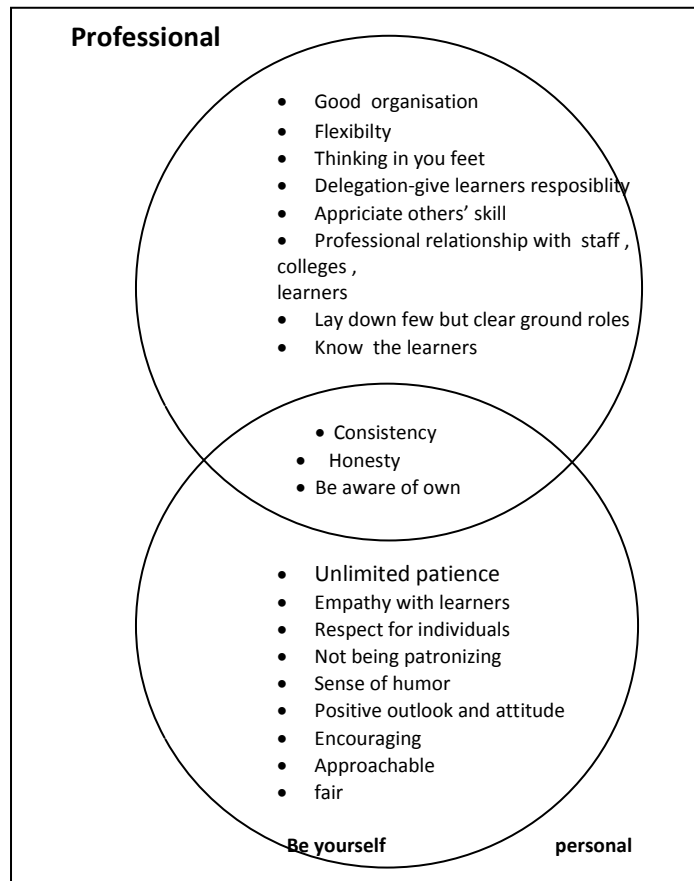 Professional
• Good organisation
• Flexibilty
• Thinking in you feet
• Delegation-give learners resposiblity
• Appriciate others’ skill
• Professional relationship with staff ,
colleges ,
learners
• Lay down few but clear ground roles
• Know the learners
• Consistency
• Honesty
• Be aware of own
• Unlimited patience
• Empathy with learners
• Respect for individuals
• Not being patronizing
• Sense of humor
• Positive outlook and attitude
• Encouraging
• Approachable
• fair
Be yourself personal